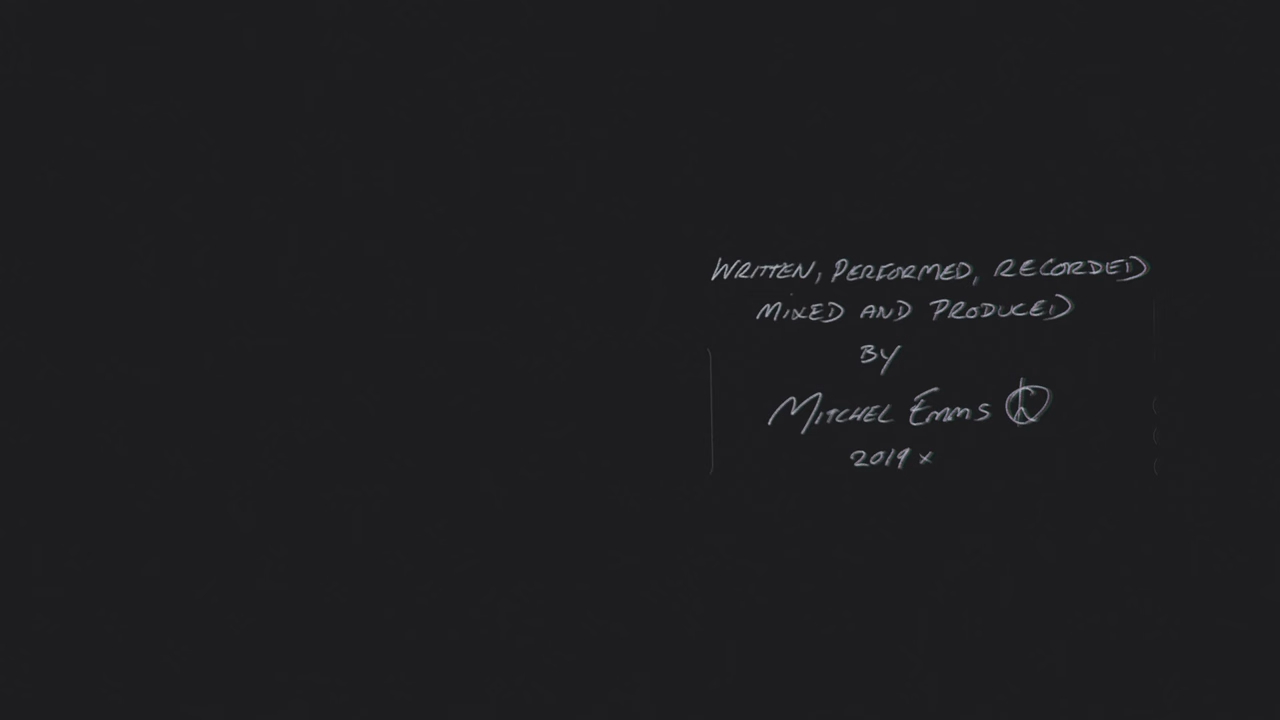 WRITTEN, PERFORMED, RECORDED
MIXED AND PRODUCED
BY
MITCHEL EMMS
2019 x